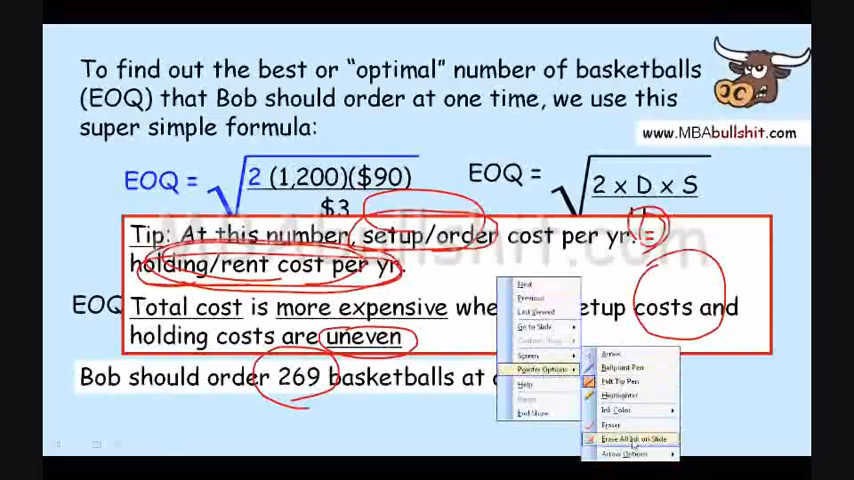 To find out the best or “optimal” number of basketballs
(EOQ) that Bob should order at one time, we use this
super simple formula:
www.MBAbullshit.com
EOQ = √ 2 (1,200)($90)
$3
EOQ = √ 2 x D x S
Tip: At this number, setup/order cost per yr. =
holding/rent cost per yr.
EOQ
Total cost is more expensive whe etup costs and
holding costs are uneven
Bob should order 269 basketballs at
Next
Previous
Last Viewed
Go to Slide
Screen
Pointer Options
Help
End Show
Arrow
Ballpoint Pen
Felt Tip Pen
Highlighter
Ink Color
Eraser
Erase All Ink on Slide
Arrow Options